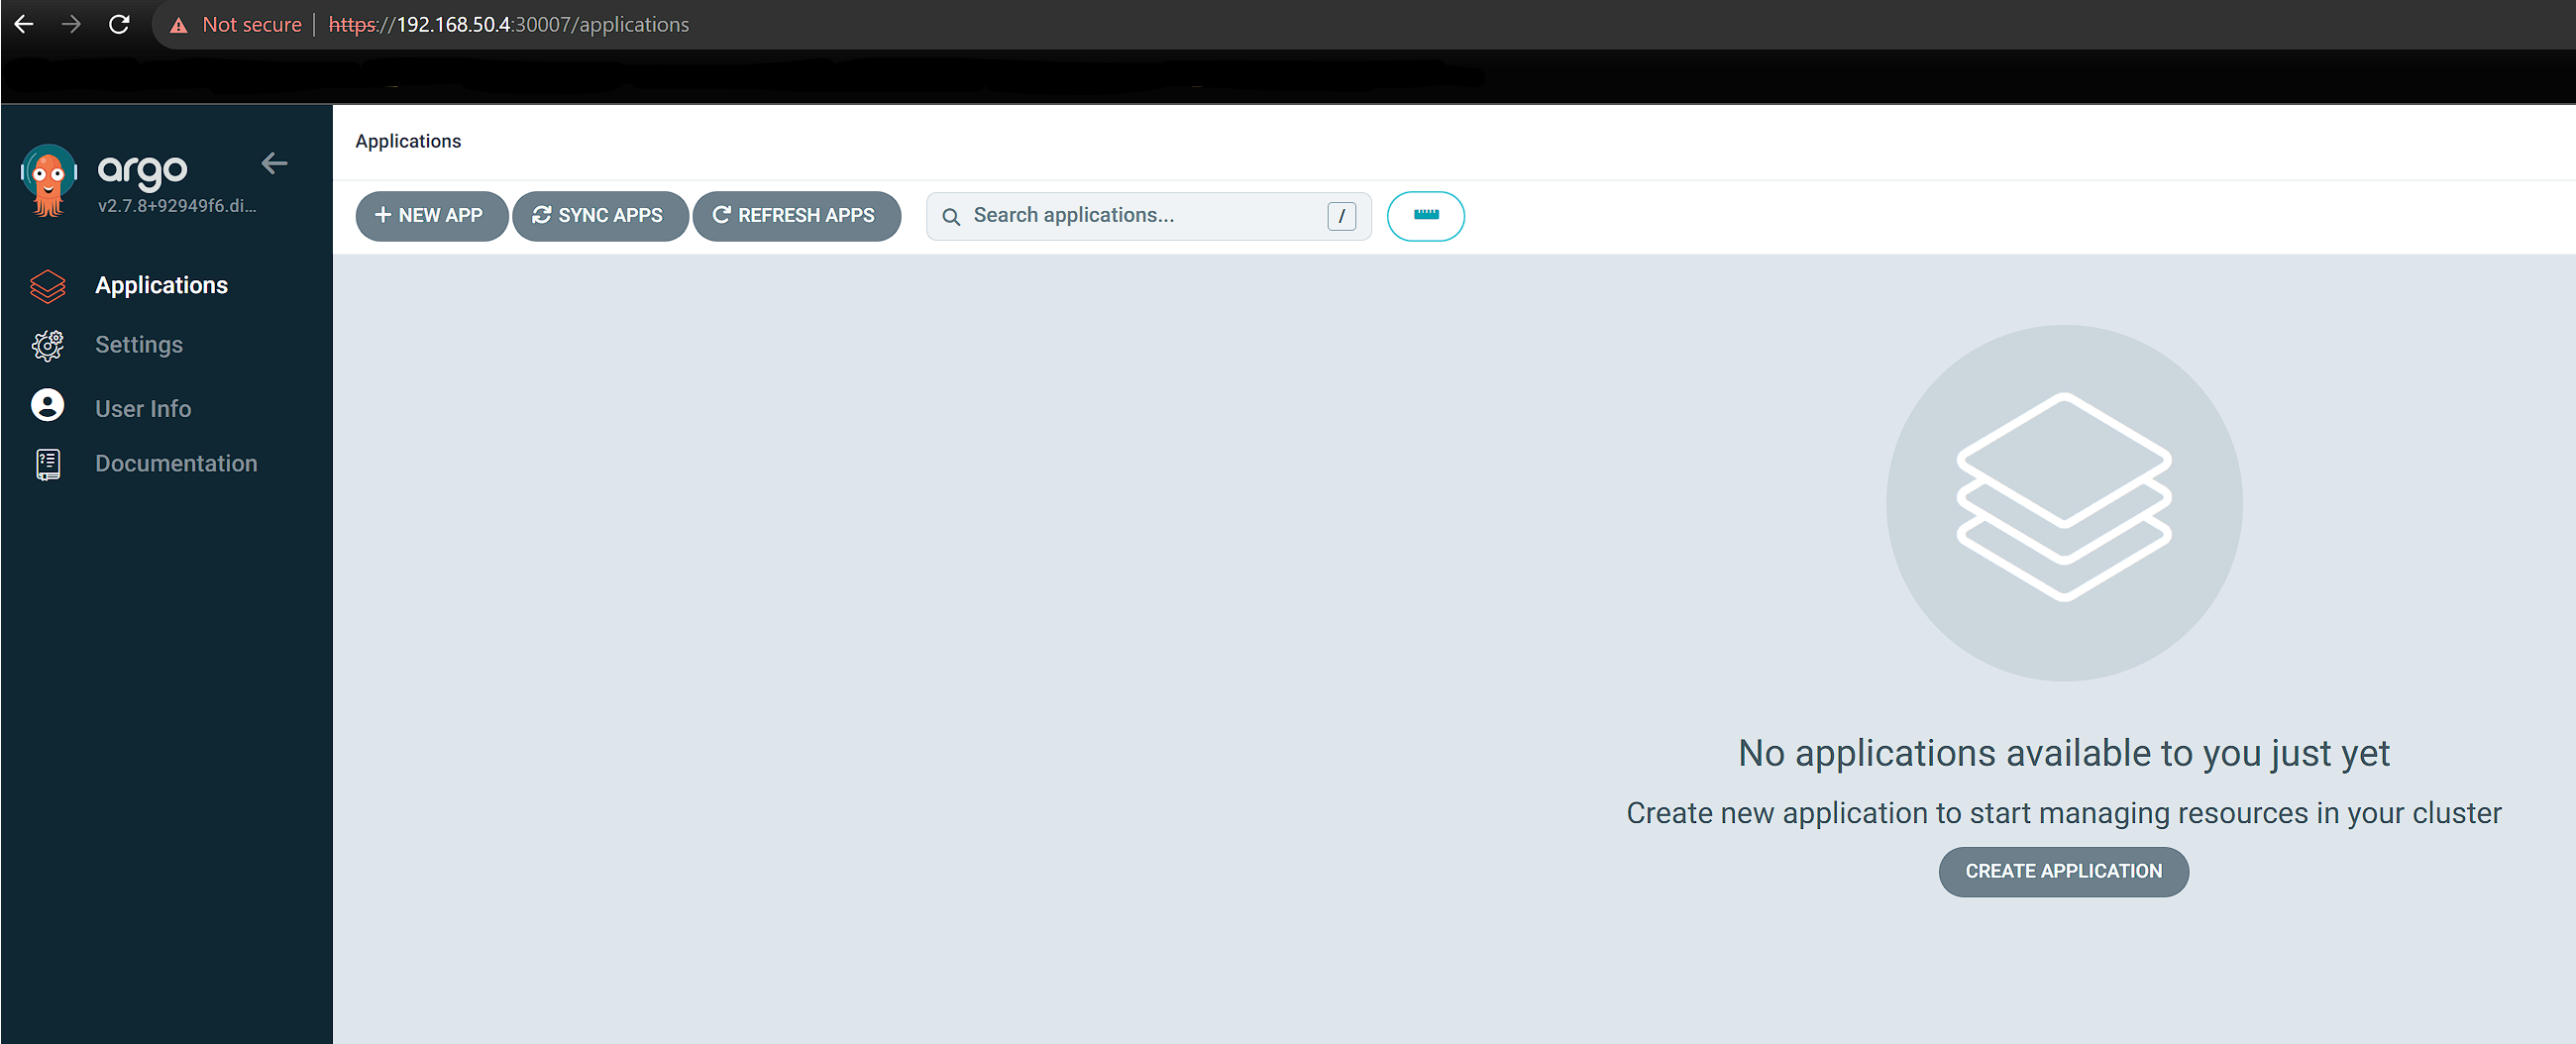 Not secure https://192.168.50.4:30007/applications
argo
v2.7.8+92949f6.di...
Applications
Settings
User Info
Documentation
Applications
+ NEW APP SYNC APPS REFRESH APPS Search applications... /
No applications available to you just yet
Create new application to start managing resources in your cluster
CREATE APPLICATION